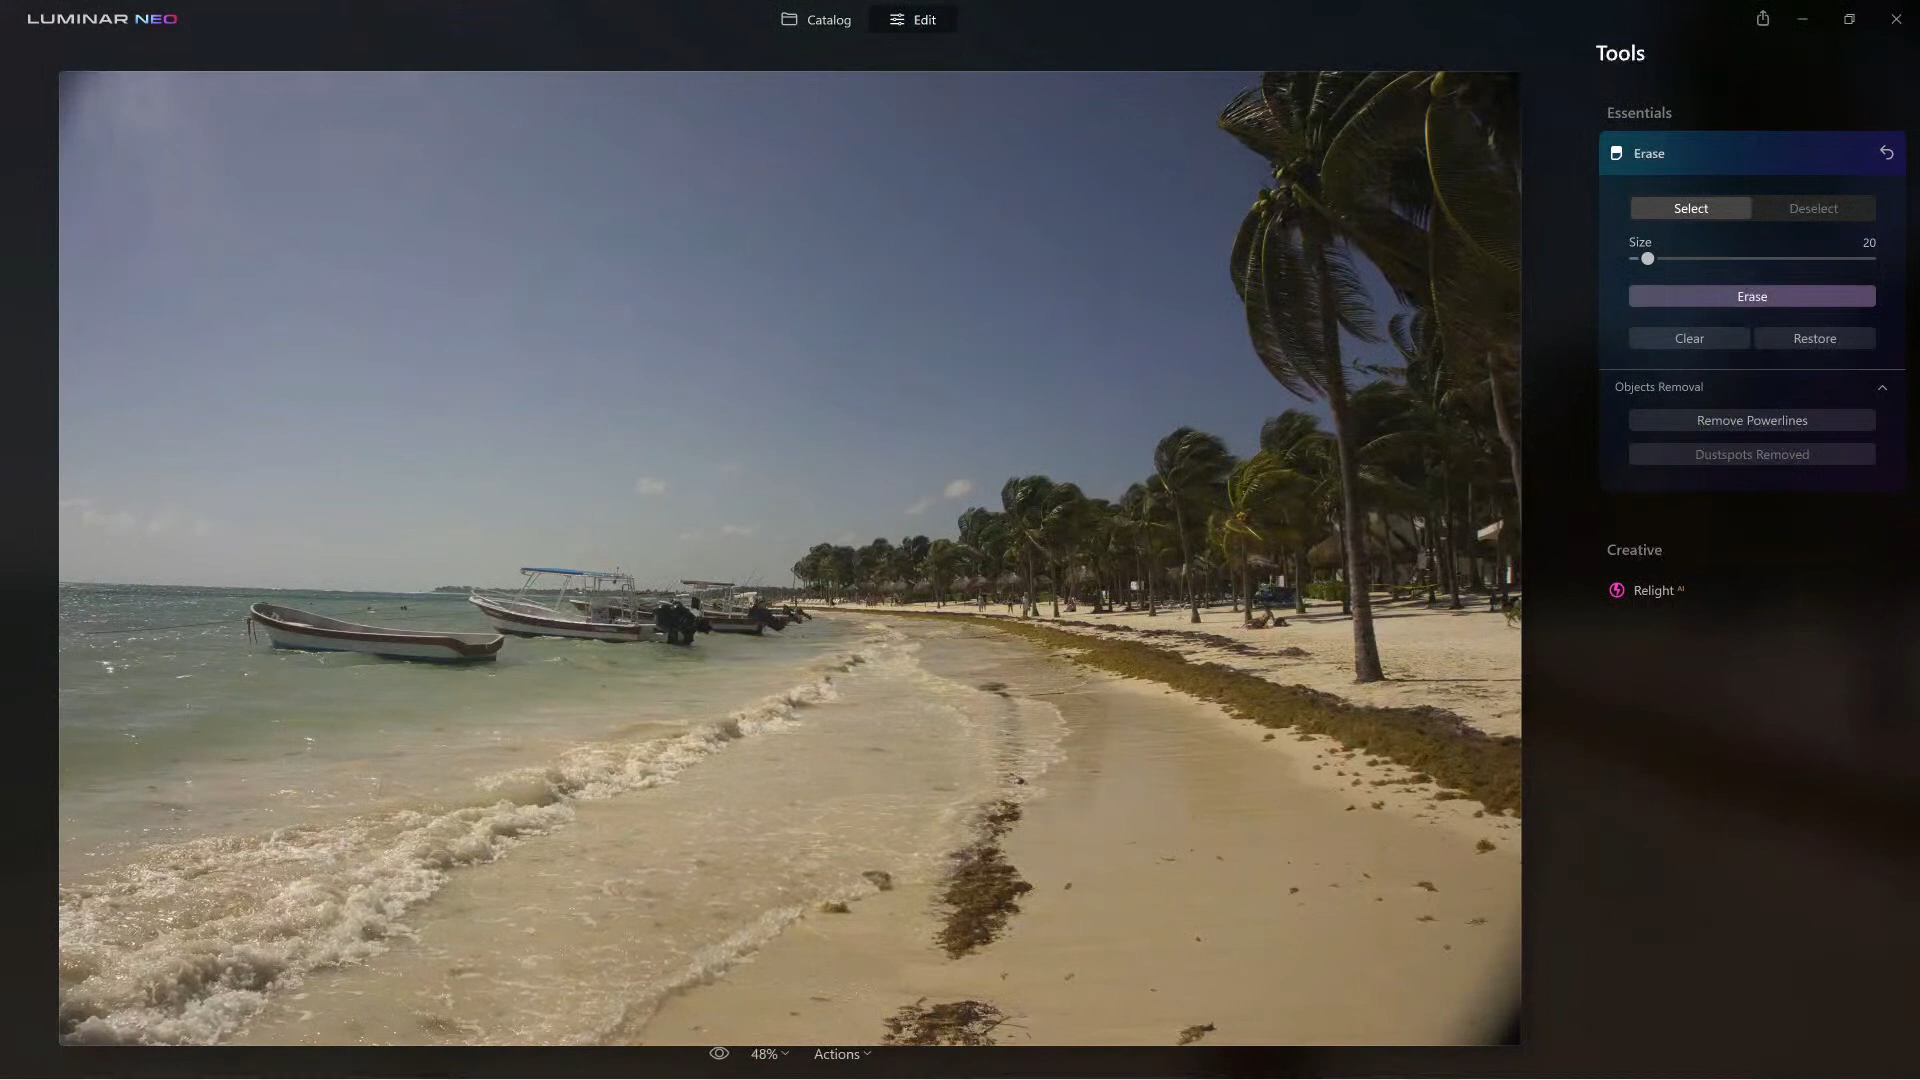 LUMINAR NEO
Catalog
Edit
Tools
Essentials
Erase
Select
Deselect
Size
20
Erase
Clear
Restore
Objects Removal
Remove Powerlines
Dustspots Removed
Creative
Relight AI
48%
Actions